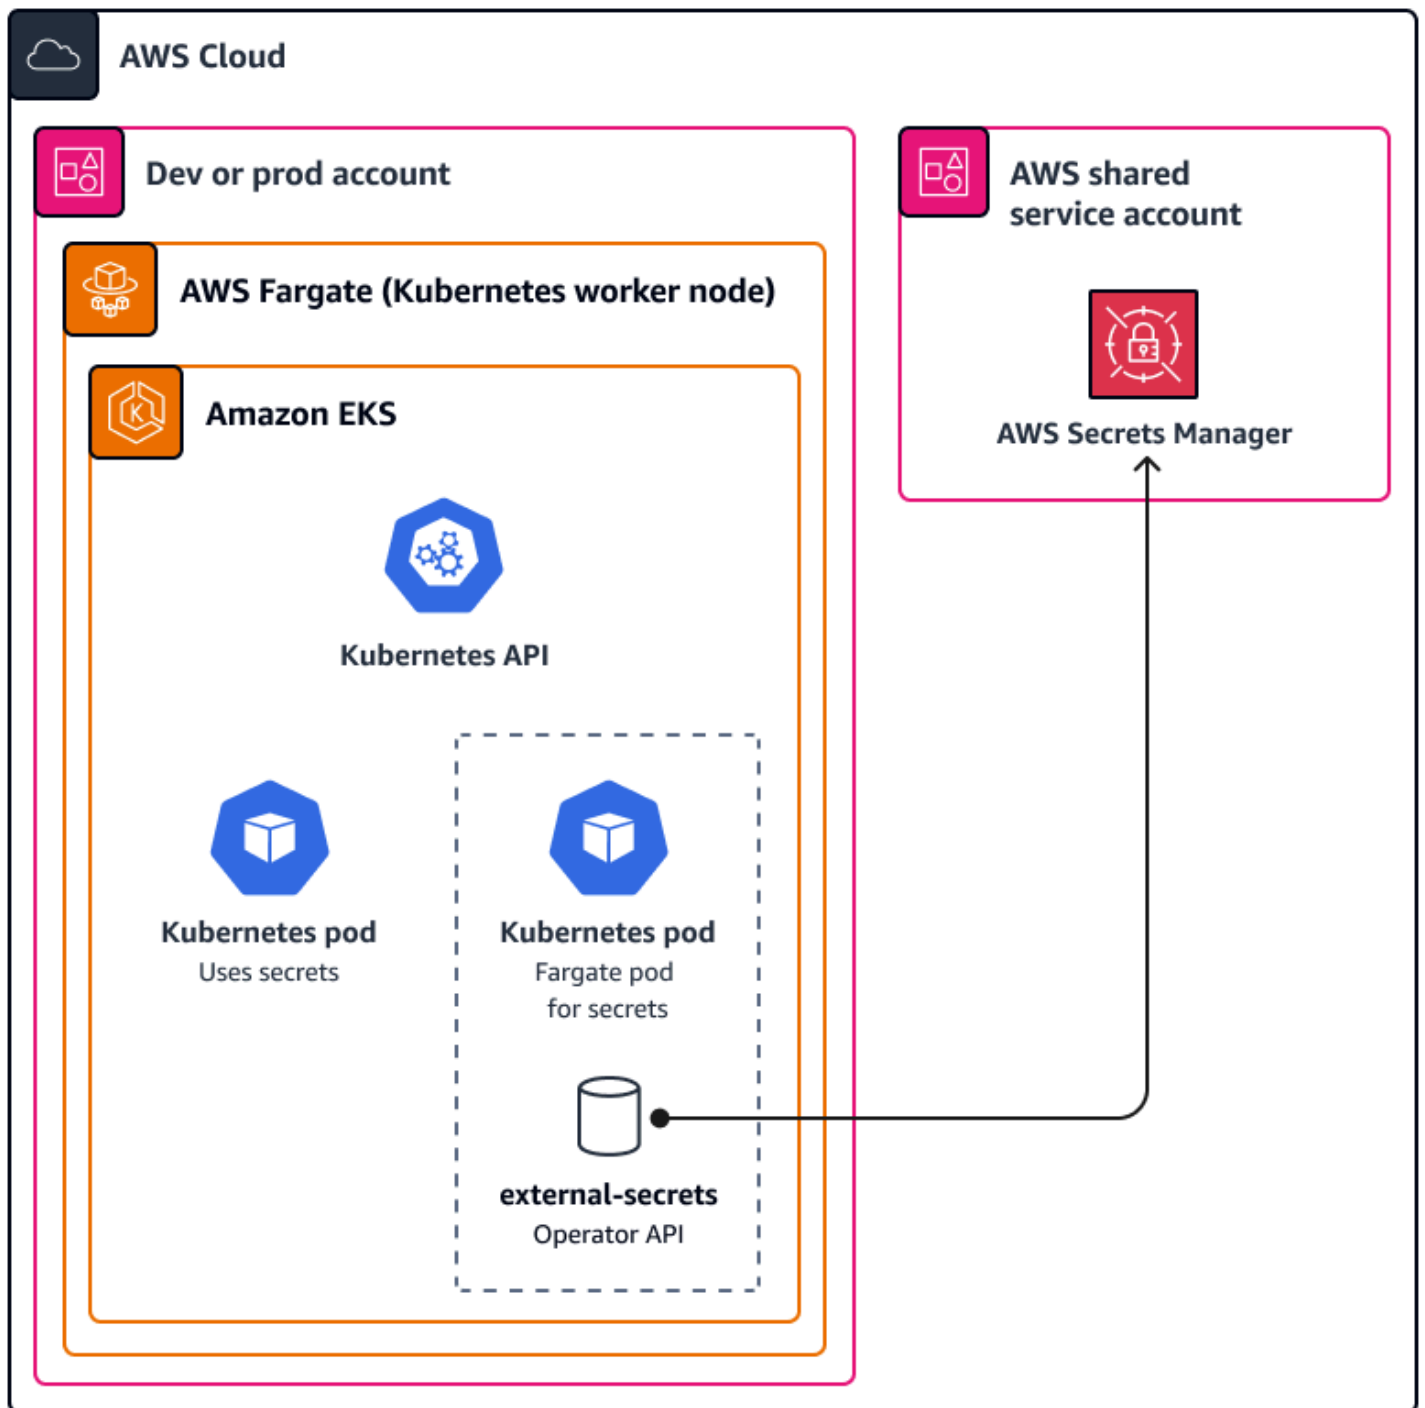 AWS Cloud
Dev or prod account
AWS Fargate (Kubernetes worker node)
Amazon EKS
K
Kubernetes API
Kubernetes pod
Uses secrets
Kubernetes pod
Fargate pod
for secrets
external-secrets
Operator API
AWS shared
service account
AWS Secrets Manager